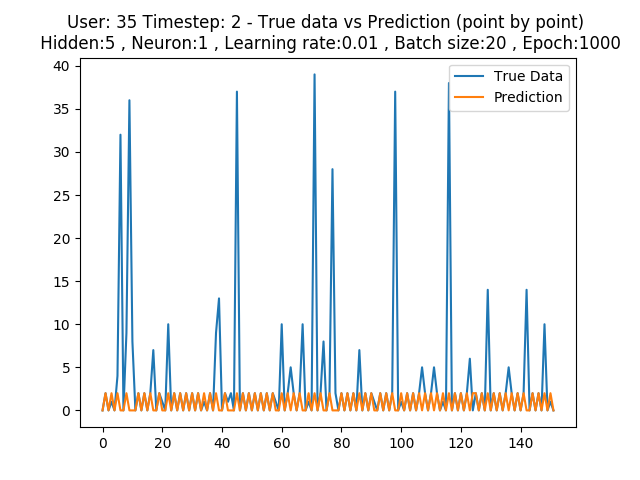 User: 35 Timestep: 2 - True data vs Prediction (point by point)
Hidden:5 , Neuron:1 , Learning rate:0.01 , Batch size:20 , Epoch:1000
True Data
Prediction
40
35
30
25
20
15
10
5
0
0 20 40 60 80 100 120 140